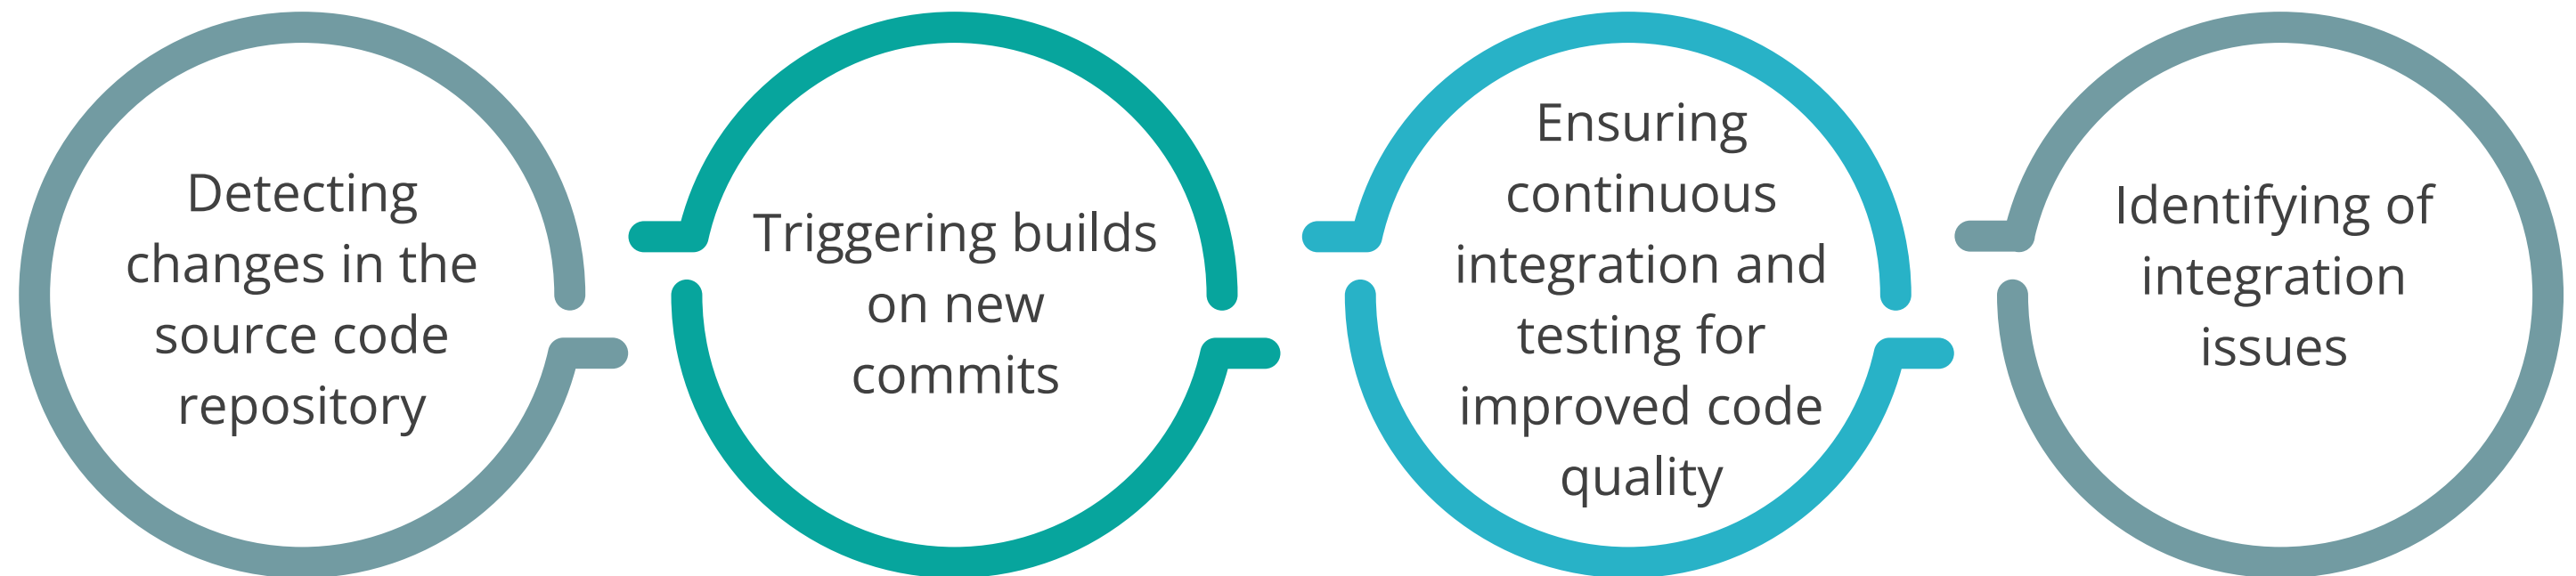 Detecting
changes in the
source code
repository
Triggering builds
on new
commits
Ensuring
continuous
integration and
testing for
improved code
quality
Identifying of
integration
issues